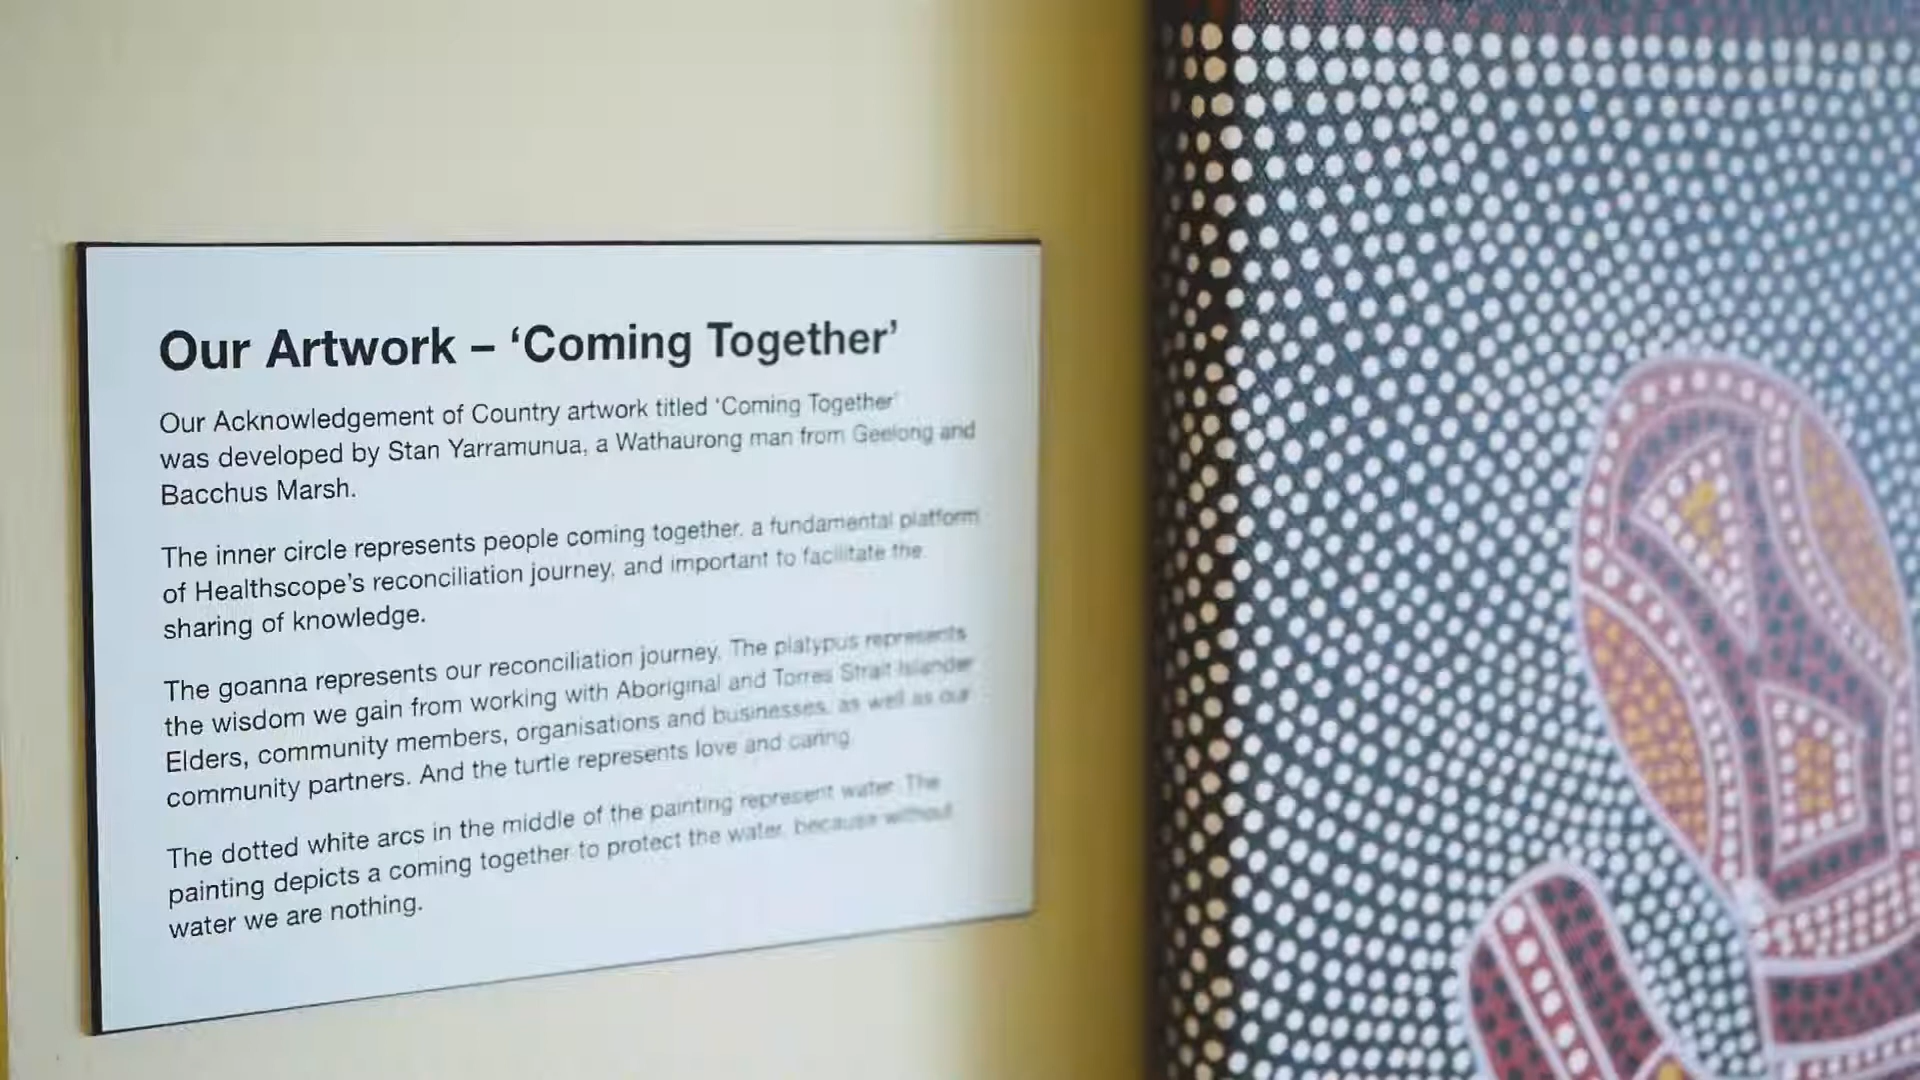 Our Artwork – ‘Coming Together’
Our Acknowledgement of Country artwork titled ‘Coming Together’
was developed by Stan Yarramunua, a Wathaurong man from Geelong and
Bacchus Marsh.
The inner circle represents people coming together, a fundamental platform
of Healthscope’s reconciliation journey, and important to facilitate the
sharing of knowledge.
The goanna represents our reconciliation journey. The platypus represents
the wisdom we gain from working with Aboriginal and Torres Strait Islander
Elders, community members, organisations and businesses, as well as our
community partners. And the turtle represents love and caring.
The dotted white arcs in the middle of the painting represent water. The
painting depicts a coming together to protect the water, because without
water we are nothing.